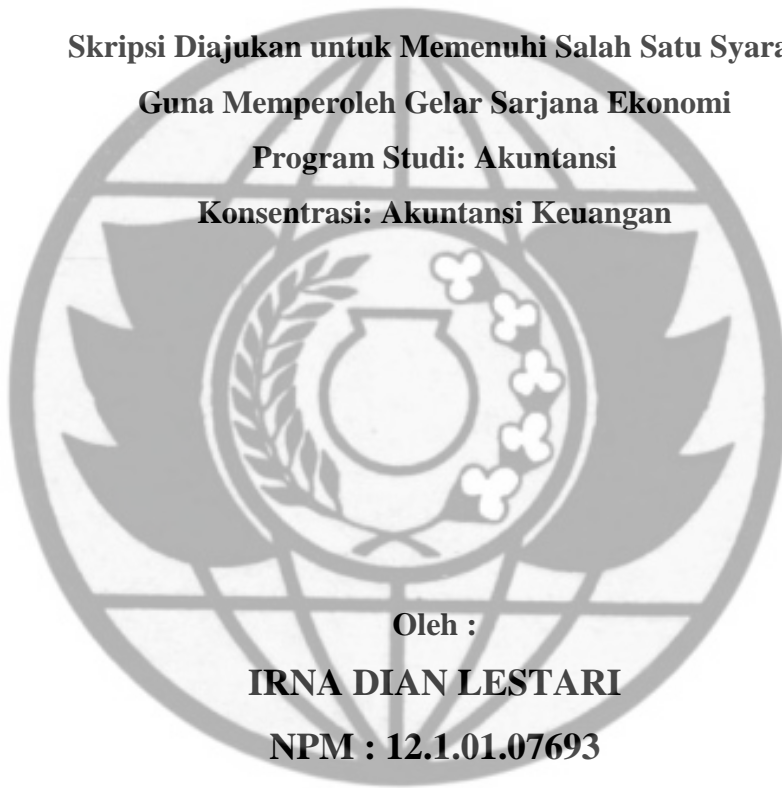 Skripsi Diajukan untuk Memenuhi Salah Satu Syara
Guna Memperoleh Gelar Sarjana Ekonomi
Program Studi: Akuntansi
Konsentrasi: Akuntansi Keuangan
Oleh :
IRNA DIAN LESTARI
NPM : 12.1.01.07693